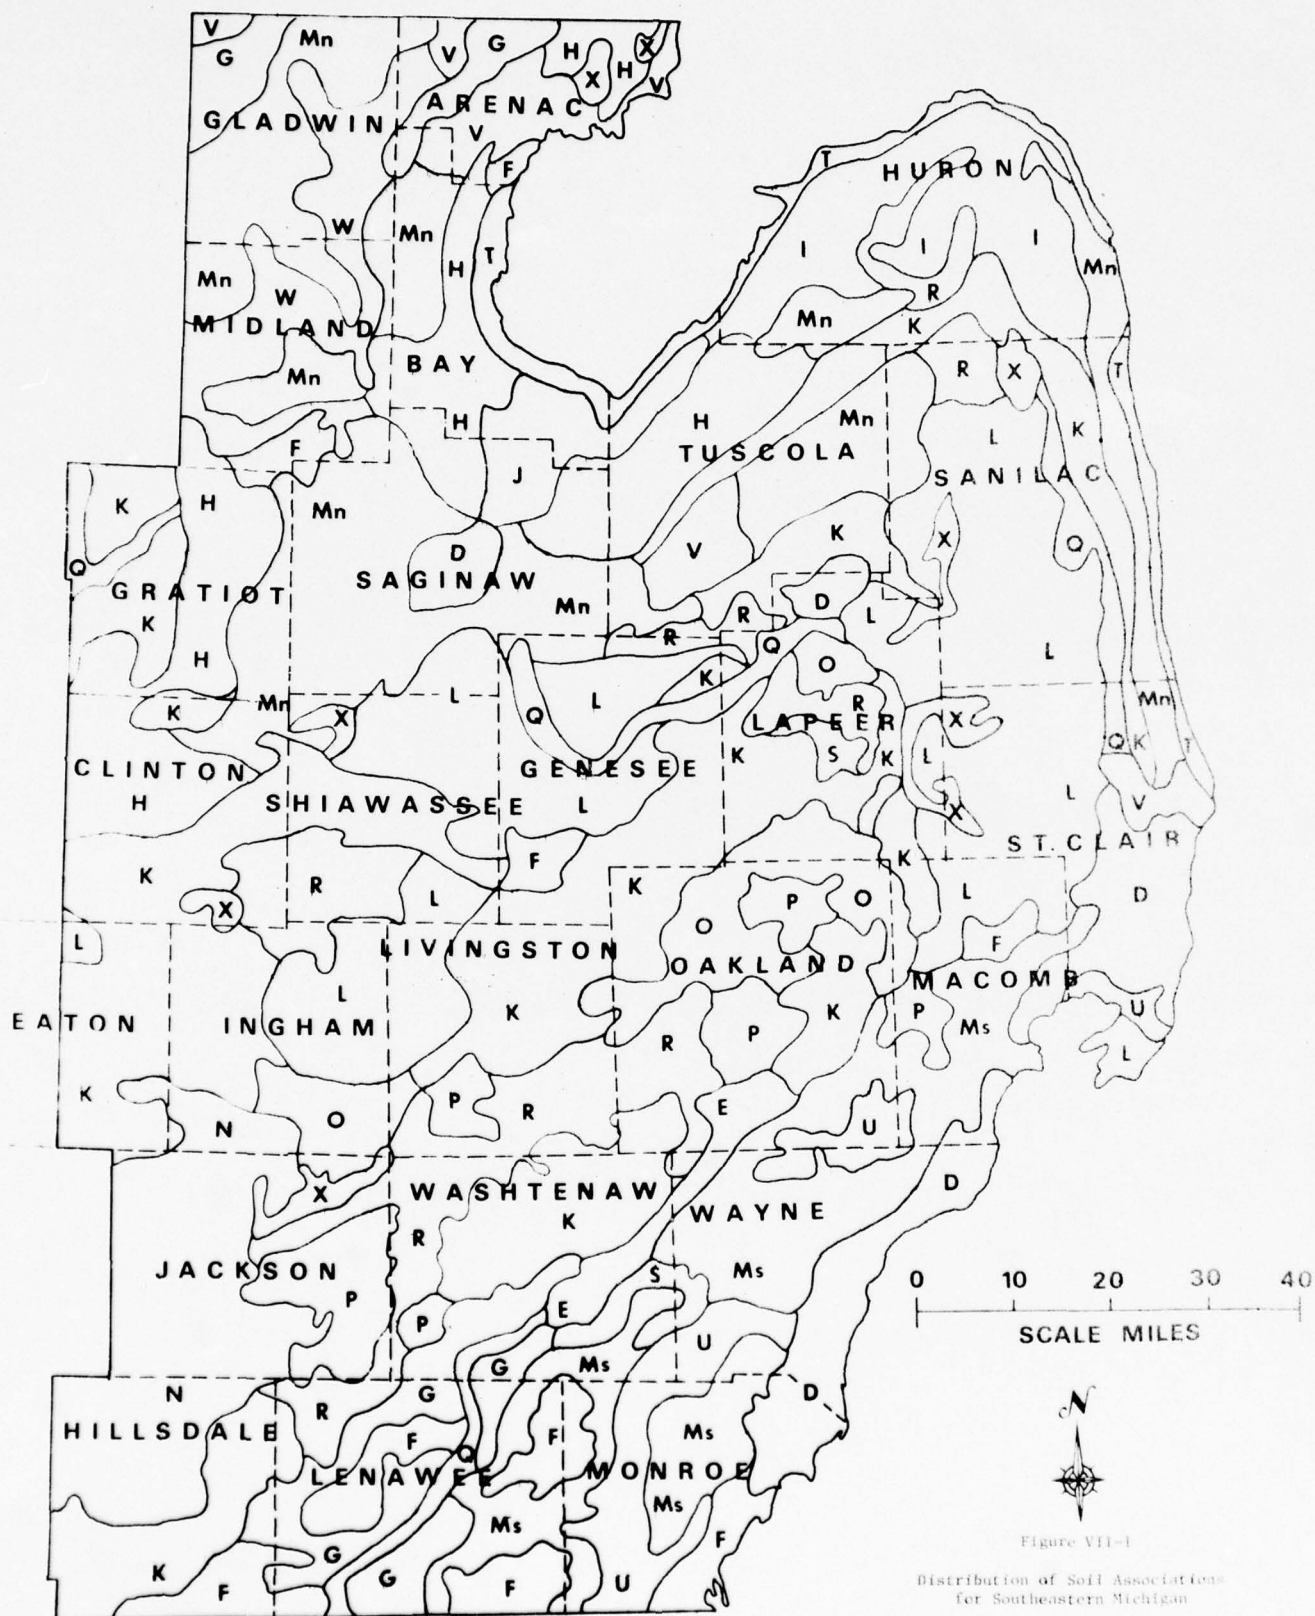 V G Mn V G H X H X V
GLADWIN ARENAC
V F
T HURON
W Mn H T I I I Mn
Mn W R
MIDLAND Mn K
BAY
Mn R X T
H H Mn L K
F TUSCOLA
J SANILAC
K H Mn
D V K X Q
Q SAGINAW
GRATIOT Mn D
K R R L
H Q O L
K Mn X L Q L K R X Mn
LAPEER
CLINTON GENESEE K S K L Q K T
H SHIAWASSEE L X L V
ST. CLAIR
K R F K K
X L O P O L D
L LIVINGSTON OAKLAND F
L MACOMB
EATON INGHAM K R P K P Ms U
L
K N O P R E U
X WASHTENAW D
K WAYNE
R
JACKSON S Ms
P P E 0 10 20 30 40
U SCALE MILES
G Ms
N R G D N
HILLSDALE F Q F Ms
LENAWEE MONROE
Ms Ms
F
K F G G F U
Figure VII-1
Distribution of Soil Associations
for Southeastern Michigan